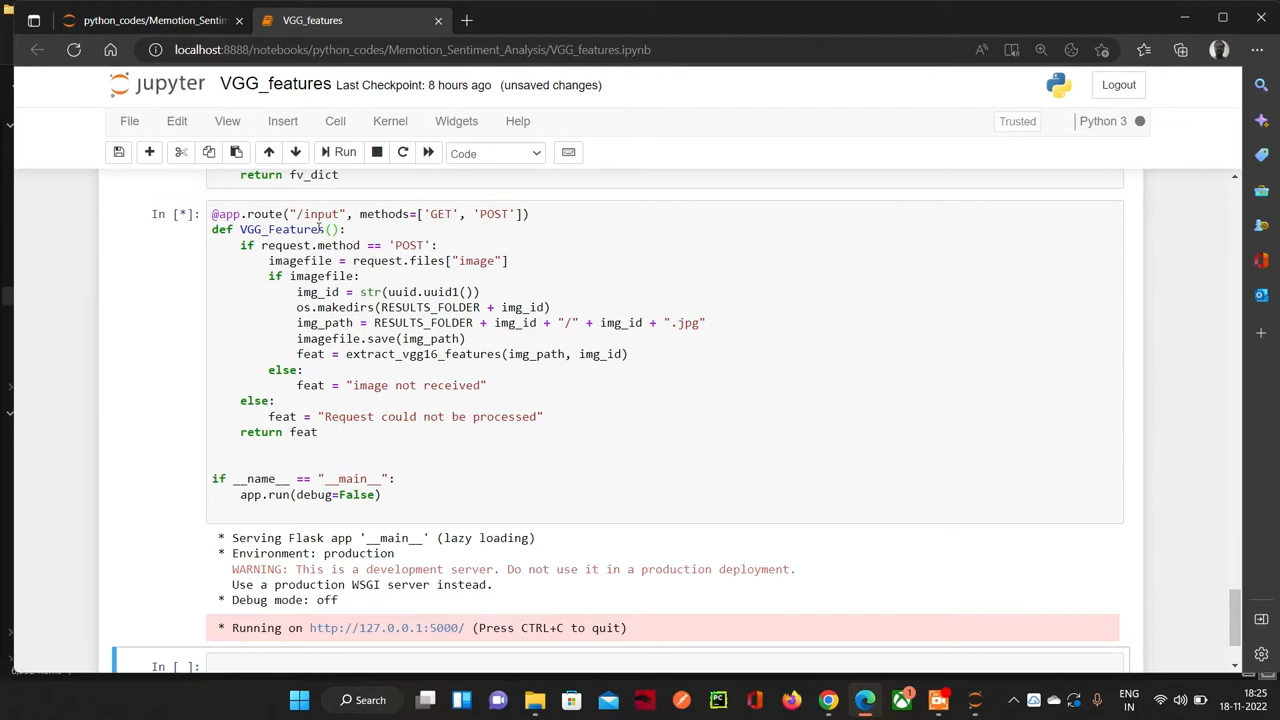 python_codes/Memotion_Sentim
VGG_features
localhost:8888/notebooks/python_codes/Memotion_Sentiment_Analysis/VGG_features.ipynb
jupyter VGG_features Last Checkpoint: 8 hours ago (unsaved changes)
Logout
File Edit View Insert Cell Kernel Widgets Help
Trusted
Python 3
Run
Code
return fv_dict
In [*]:
@app.route("/input", methods=['GET', 'POST'])
def VGG_Features():
if request.method == 'POST':
imagefile = request.files["image"]
if imagefile:
img_id = str(uuid.uuid1())
os.makedirs(RESULTS_FOLDER + img_id)
img_path = RESULTS_FOLDER + img_id + "/" + img_id + ".jpg"
imagefile.save(img_path)
feat = extract_vgg16_features(img_path, img_id)
else:
feat = "image not received"
else:
feat = "Request could not be processed"
return feat
if __name__ == "__main__":
app.run(debug=False)
* Serving Flask app '__main__' (lazy loading)
* Environment: production
WARNING: This is a development server. Do not use it in a production deployment.
Use a production WSGI server instead.
* Debug mode: off
* Running on http://127.0.0.1:5000/ (Press CTRL+C to quit)
In [ ]:
Search
ENG
IN
18:25
18-11-2022